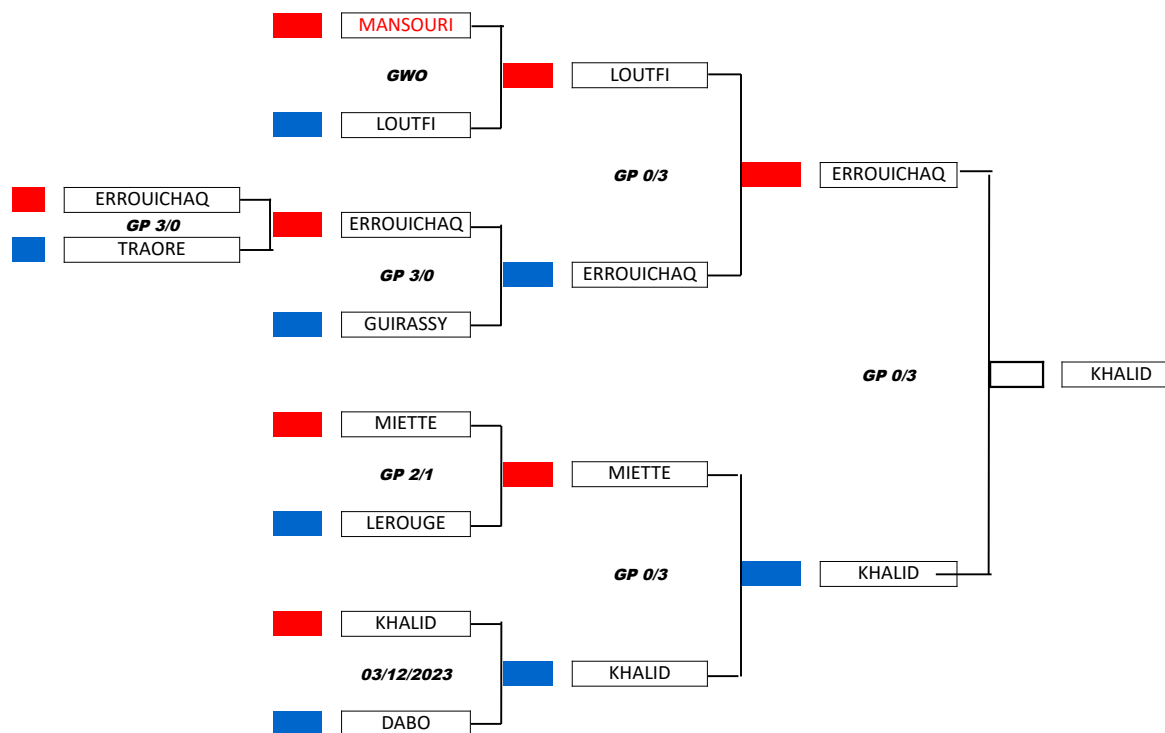 MANSOURI
GWO
LOUTFI
LOUTFI
GP 0/3
ERROUICHAQ
ERROUICHAQ
GP 3/0
TRAORE
ERROUICHAQ
GP 3/0
ERROUICHAQ
GUIRASSY
GP 0/3
KHALID
MIETTE
GP 2/1
MIETTE
LEROUGE
GP 0/3
KHALID
KHALID
03/12/2023
KHALID
DABO